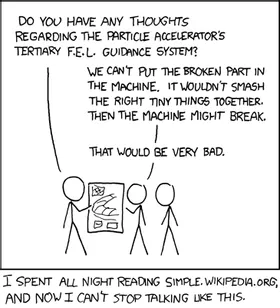 DO YOU HAVE ANY THOUGHTS
REGARDING THE PARTICLE ACCELERATOR'S
TERTIARY F.E.L. GUIDANCE SYSTEM?
WE CAN'T PUT THE BROKEN PART IN
THE MACHINE. IT WOULDN'T SMASH
THE RIGHT TINY THINGS TOGETHER.
THEN THE MACHINE MIGHT BREAK.
THAT WOULD BE VERY BAD.
I SPENT ALL NIGHT READING SIMPLE.WIKIPEDIA.ORG,
AND NOW I CAN'T STOP TALKING LIKE THIS.